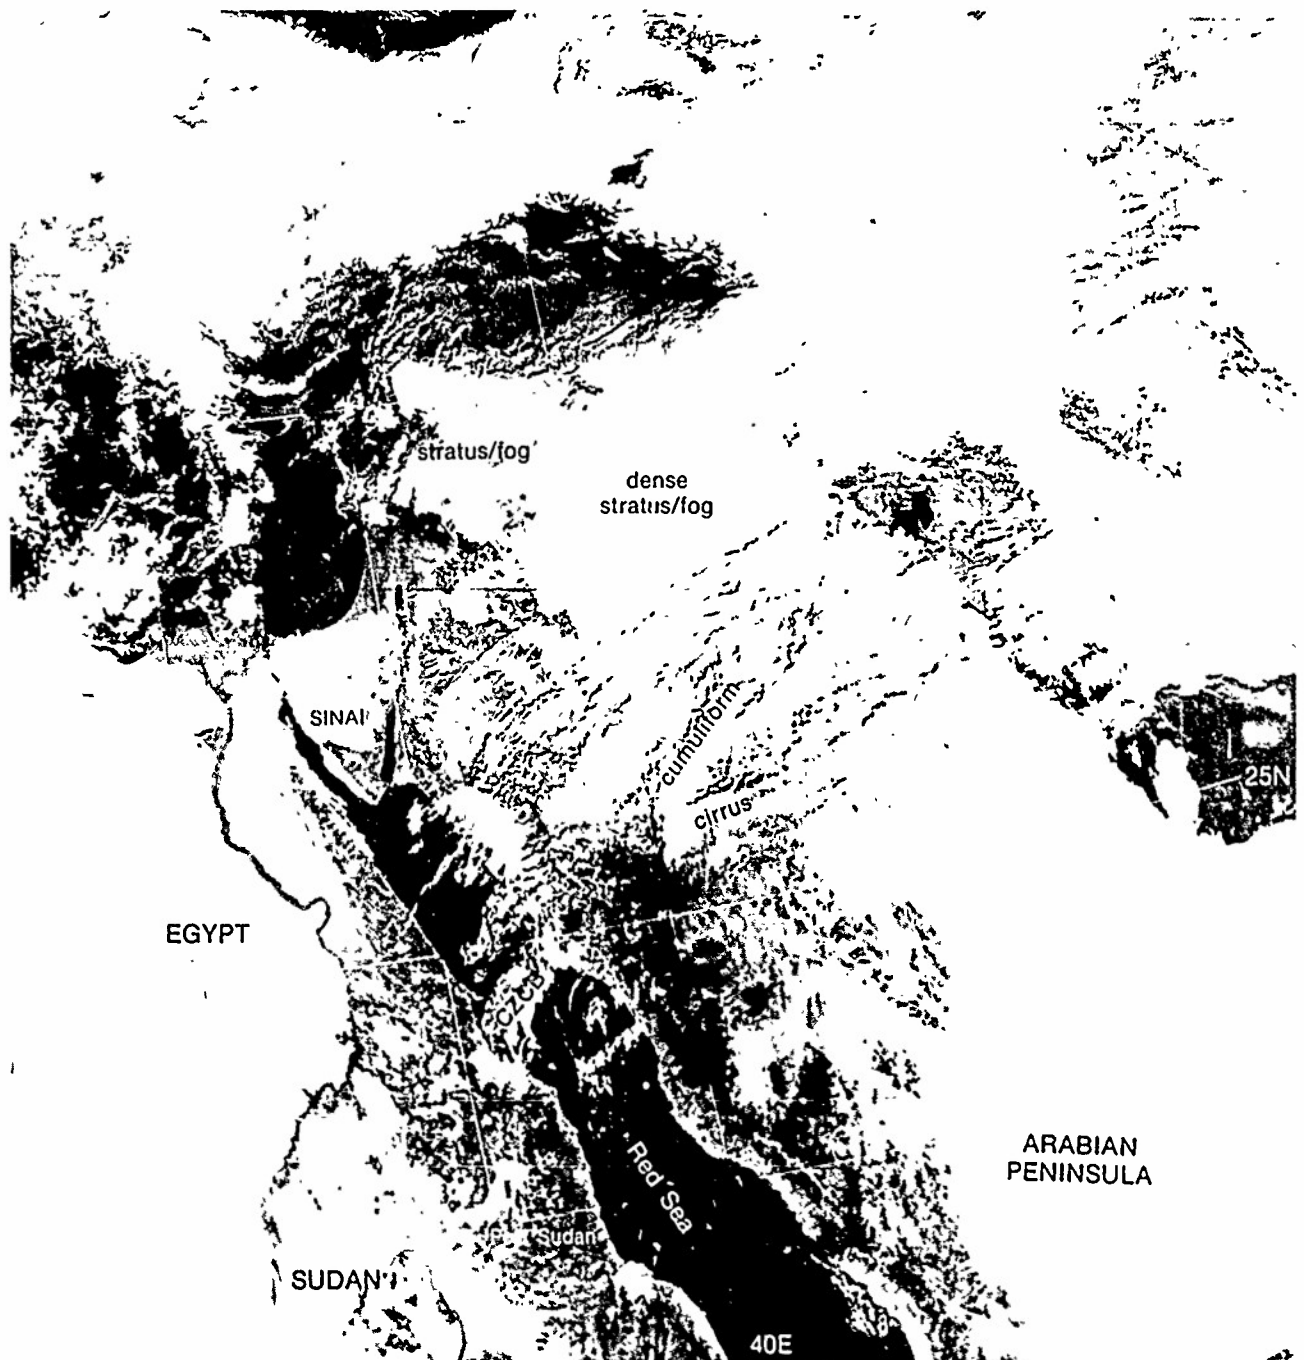 stratus/fog
dense
stratus/fog
SINAI
cumuliform
cirrus
25N
EGYPT
CZCB
ARABIAN
PENINSULA
Red Sea
Sudan
SUDAN
40E